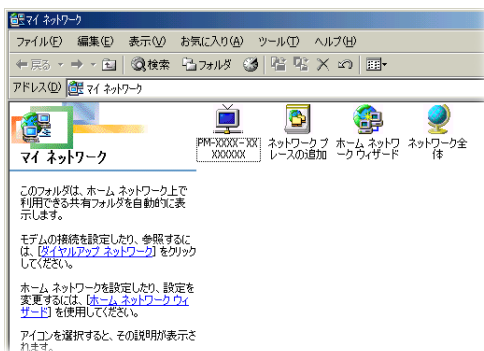 マイ ネットワーク
ファイル(F) 編集(E) 表示(V) お気に入り(A) ツール(T) ヘルプ(H)
戻る 検索 フォルダ
アドレス(D) マイ ネットワーク
マイ ネットワーク
このフォルダは、ホーム ネットワーク上で
利用できる共有フォルダを自動的に表
示します。
モデムの接続を設定したり、参照するに
は、[ダイヤルアップ ネットワーク] をクリック
してください。
ホーム ネットワークを設定したり、設定を
変更するには、[ホーム ネットワーク ウィ
ザード] を使用してください。
アイコンを選択すると、その説明が表示さ
れます。
PM-XXXX-XX
XXXXXX
ネットワーク プ
レースの追加
ホーム ネットワ
ーク ウィザード
ネットワーク全
体